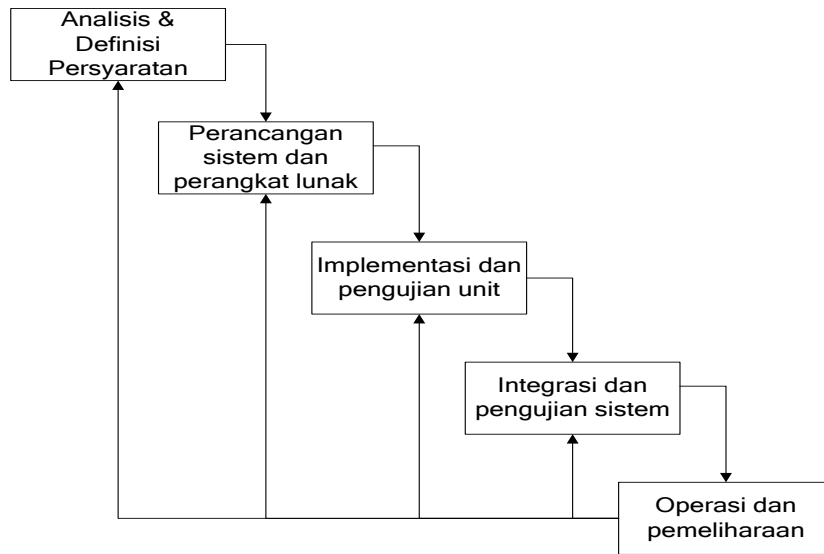 Analisis &
Definisi
Persyaratan
Perancangan
sistem dan
perangkat lunak
Implementasi dan
pengujian unit
Integrasi dan
pengujian sistem
Operasi dan
pemeliharaan